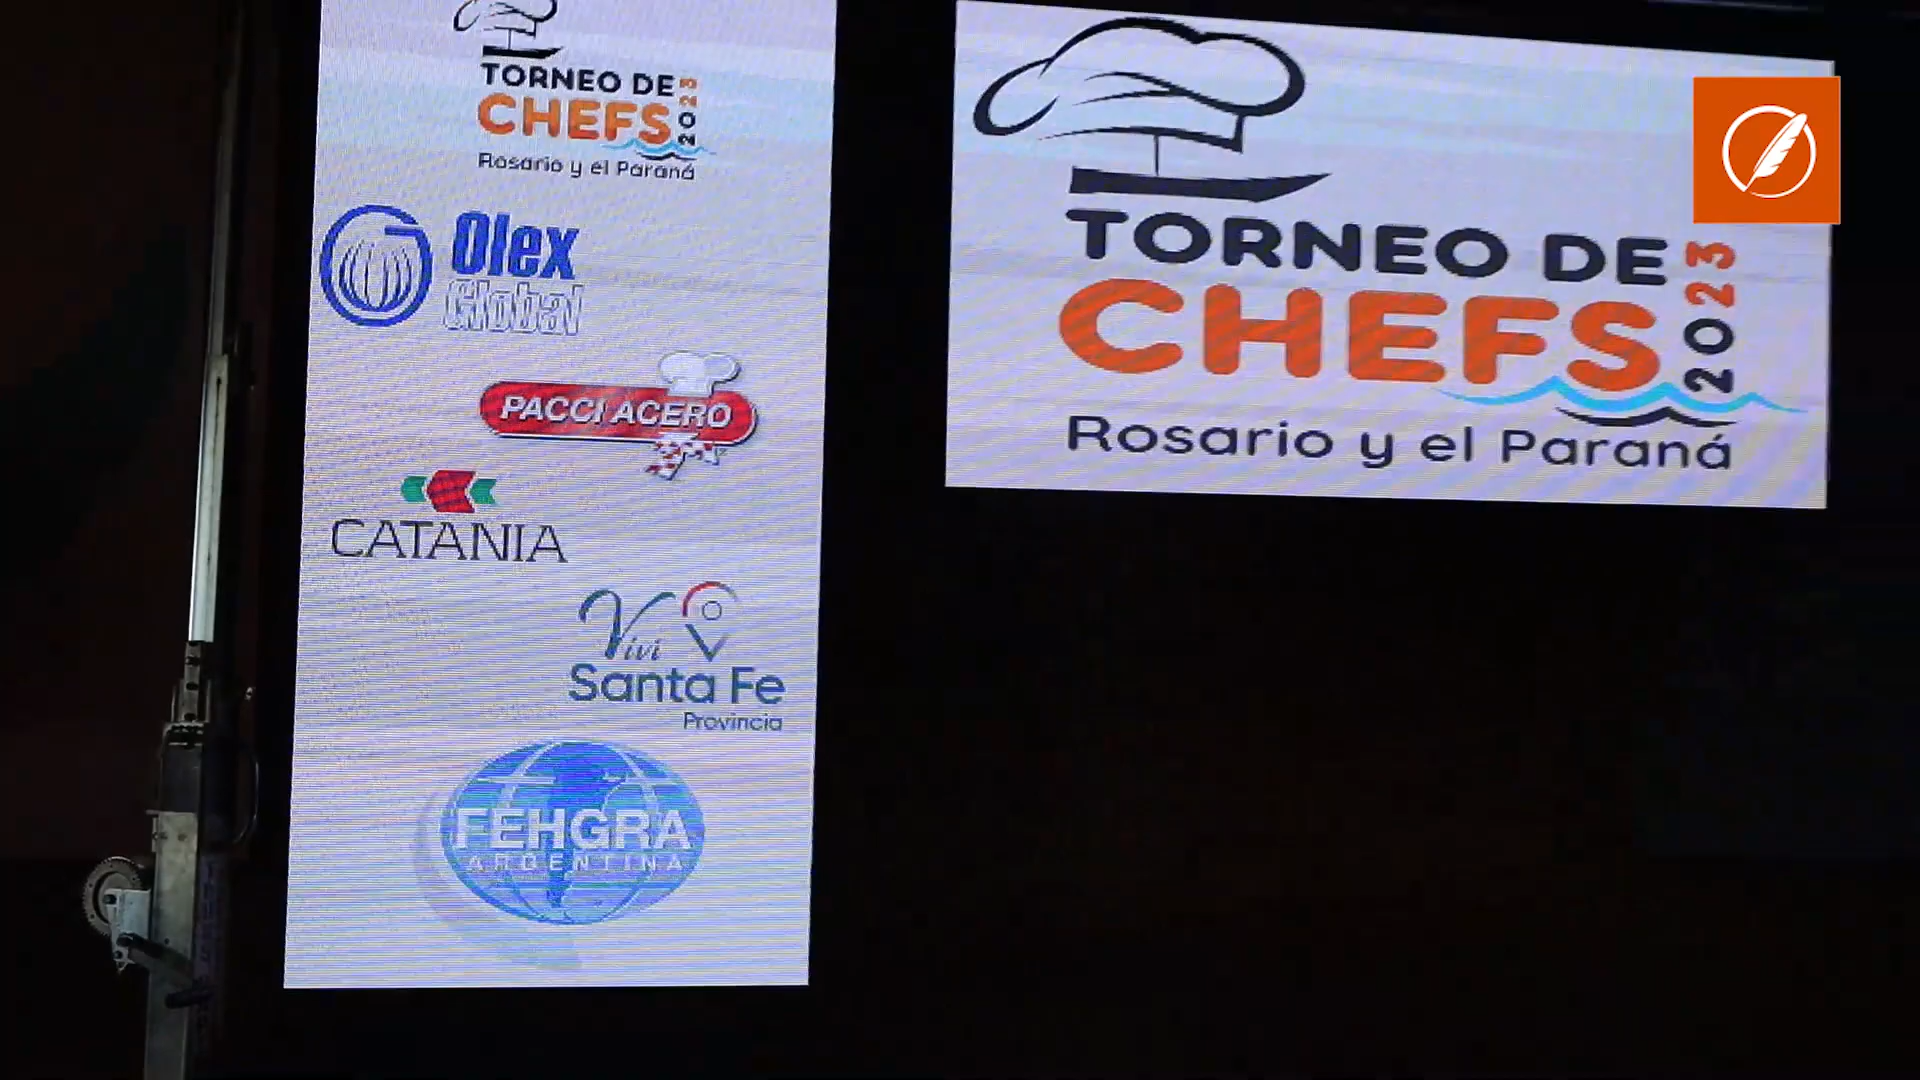 TORNEO DE
CHEFS
2023
Rosario y el Paraná
Olex
Global
PACCI ACERO
CATANIA
Viví
Santa Fe
Provincia
FEHGRA
ARGENTINA
TORNEO DE
CHEFS
2023
Rosario y el Paraná